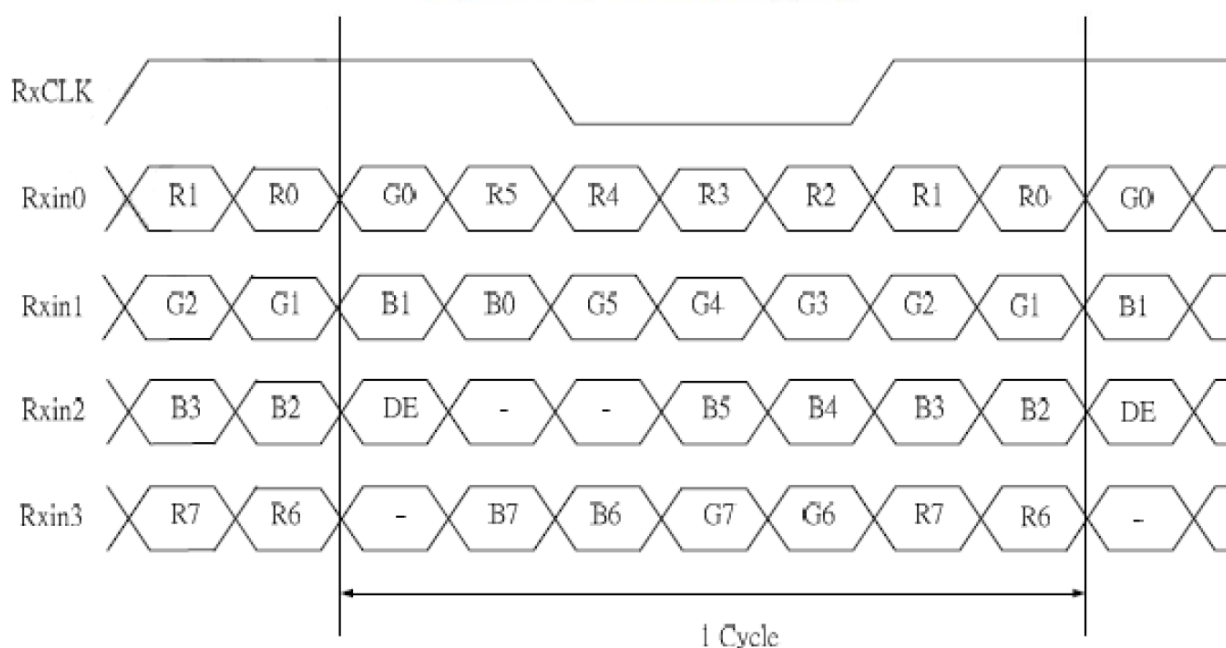 RxCLK
Rxin0 R1 R0 G0 R5 R4 R3 R2 R1 R0 G0
Rxin1 G2 G1 B1 B0 G5 G4 G3 G2 G1 B1
Rxin2 B3 B2 DE - - B5 B4 B3 B2 DE
Rxin3 R7 R6 - B7 B6 G7 G6 R7 R6 -
1 Cycle